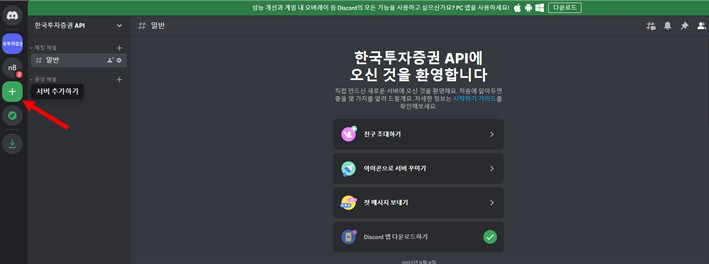 성능 개선과 게임 내 오버레이 등 Discord의 모든 기능을 사용하고 싶으신가요? PC 앱을 사용하세요! 다운로드
한국투자증권 API
# 일반
채팅 채널
# 일반
nB
2
음성 채널
서버 추가하기
한국투자증권 API에
오신 것을 환영합니다
직접 만드신 새로운 서버에 오신 것을 환영해요. 처음에 알아두면
좋을 몇 가지를 알려 드릴게요. 자세한 정보는 시작하기 가이드를
확인해보세요.
친구 초대하기
아이콘으로 서버 꾸미기
첫 메시지 보내기
Discord 앱 다운로드하기